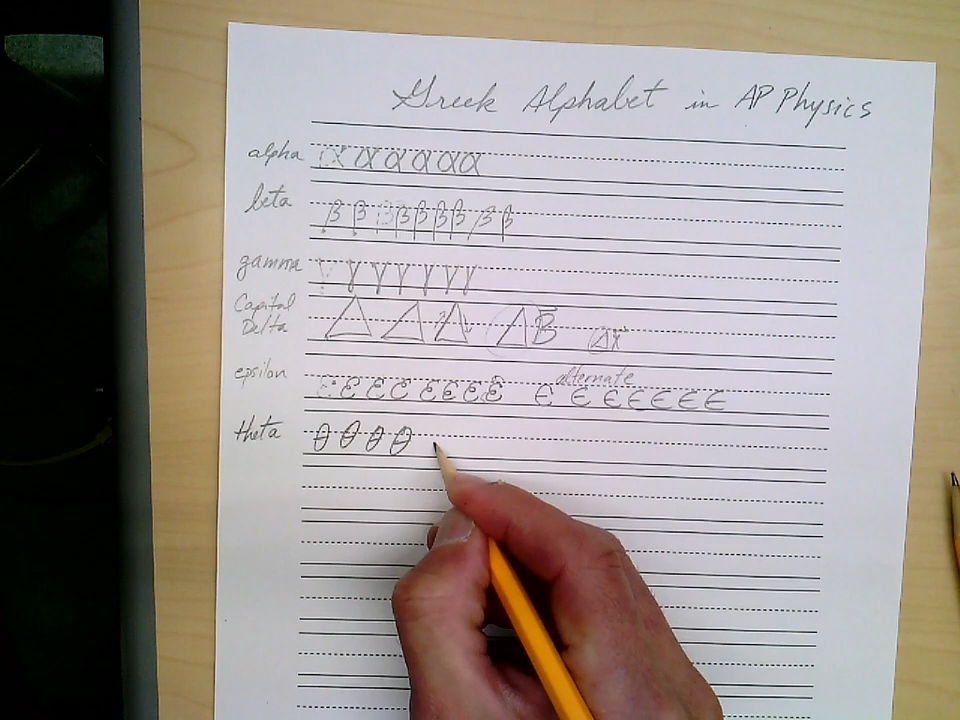 Greek Alphabet in AP Physics
alpha α α α α α α
beta β β β β β β β β β
gamma γ γ γ γ γ γ γ
Capital Delta Δ Δ Δ ΔB Δx
alternate
epsilon ε ε ε ε ε ε ε ε ϵ ϵ ϵ ϵ ϵ ϵ ϵ
theta θ θ θ θ